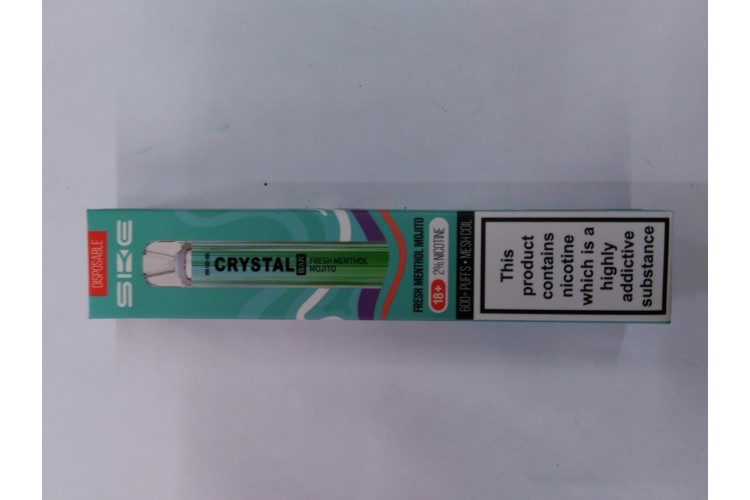 DISPOSABLE
SKE
CRYSTAL
BAR
FRESH MENTHOL
MOJITO
FRESH MENTHOL MOJITO
18+ 2% NICOTINE
600+ PUFFS • MESH COIL
This
product
contains
nicotine
which is a
highly
addictive
substance